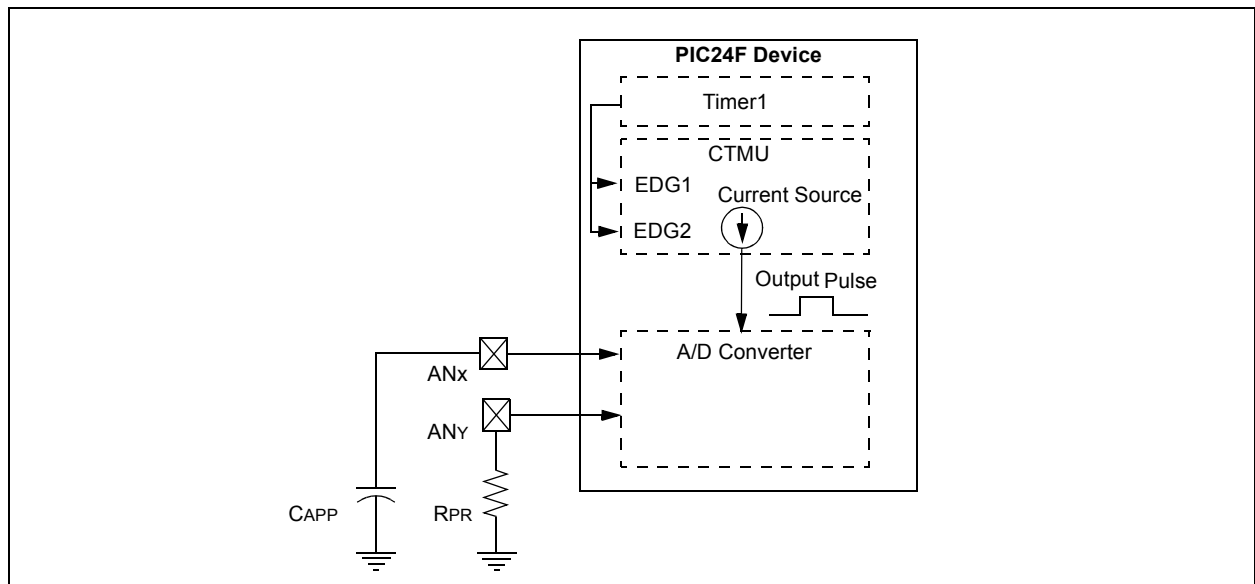 PIC24F Device
Timer1
CTMU
EDG1
Current Source
EDG2
Output Pulse
A/D Converter
ANx
ANY
CAPP
RPR